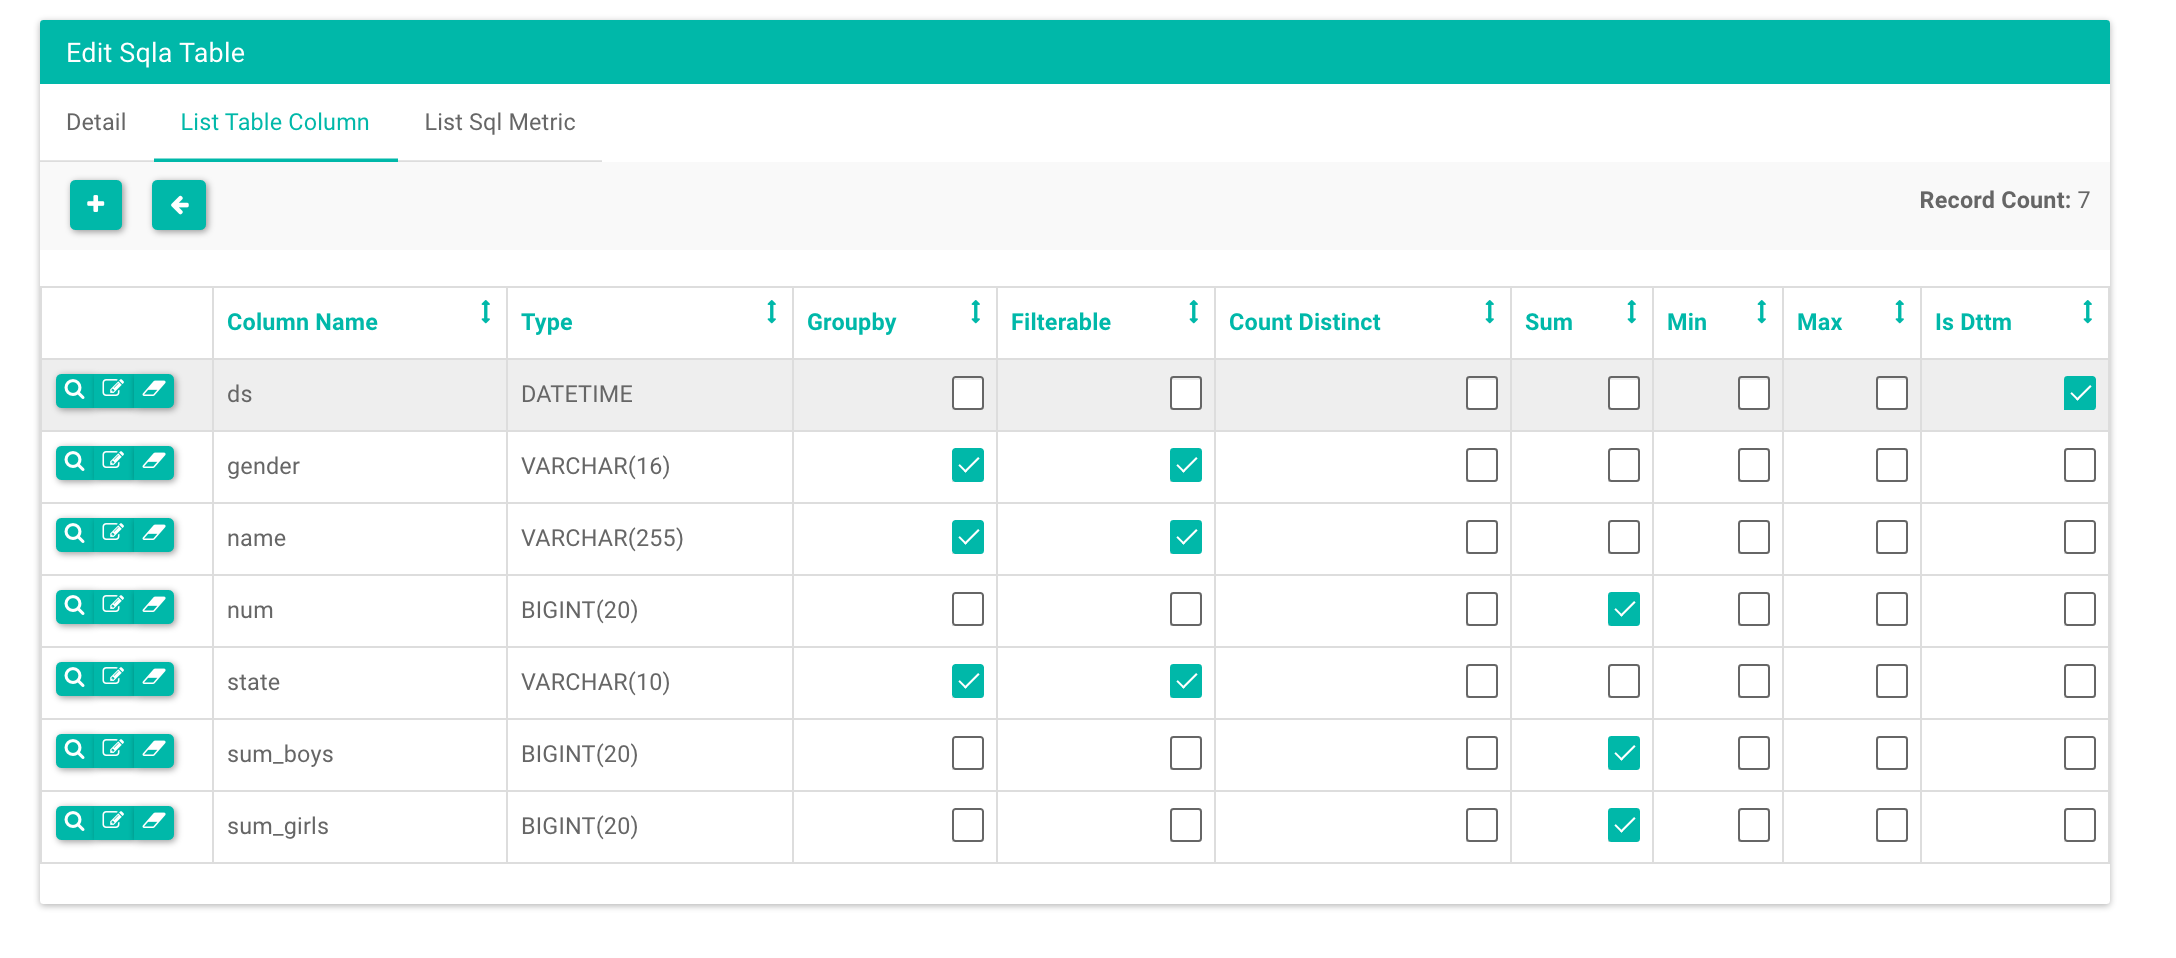 Edit Sqla Table
Detail List Table Column List Sql Metric
Record Count: 7
Column Name Type Groupby Filterable Count Distinct Sum Min Max Is Dttm
ds DATETIME
gender VARCHAR(16)
name VARCHAR(255)
num BIGINT(20)
state VARCHAR(10)
sum_boys BIGINT(20)
sum_girls BIGINT(20)